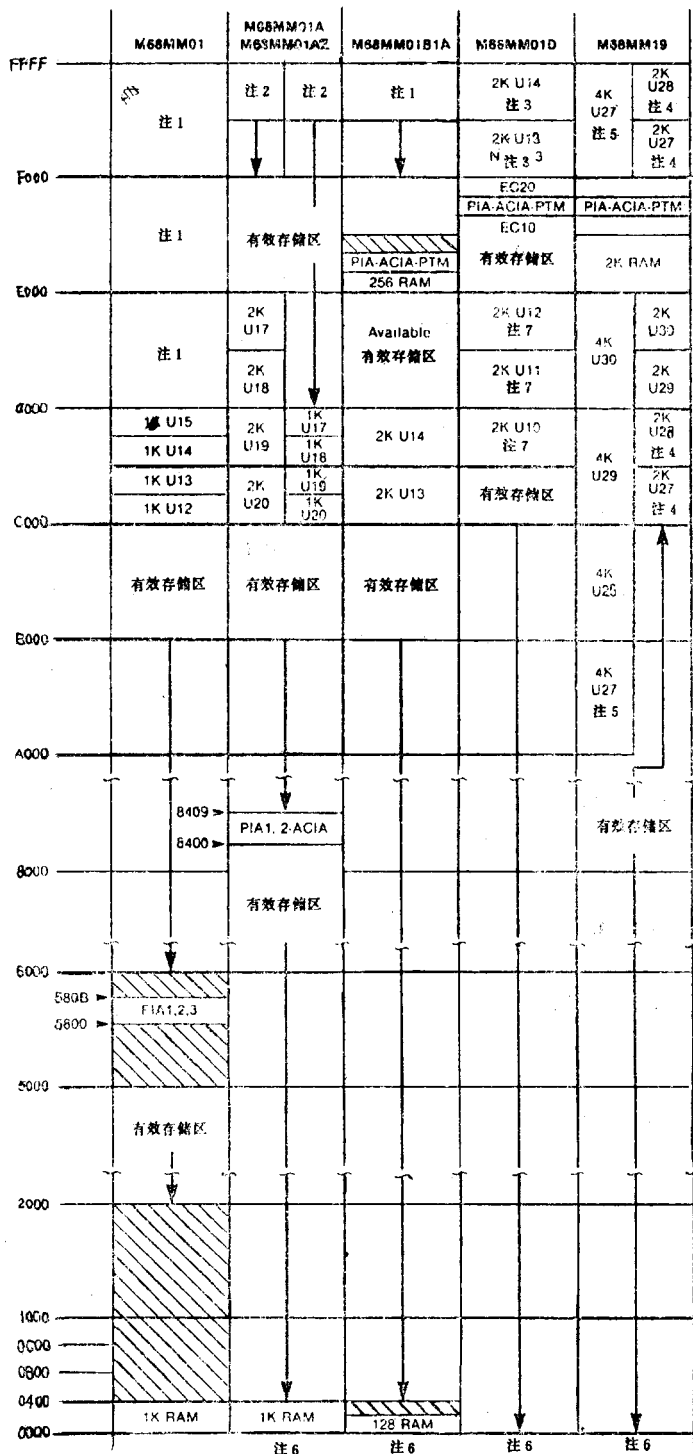 M68MM01
M68MM01A
M68MM01A2
M68MM01B1A
M68MM01D
M68MM19
FFFF
注 1
注 2
注 2
注 1
2K U14
注 3
4K
U27
注 5
2K
U28
注 4
2K U13
注 3
2K
U27
注 4
F000
注 1
有效存储区
PIA-ACIA-PTM
256 RAM
EC20
PIA-ACIA-PTM
EC10
有效存储区
PIA-ACIA-PTM
2K RAM
E000
注 1
2K
U17
2K
U18
Available
有效存储区
2K U12
注 7
2K U11
注 7
4K
U30
2K
U30
2K
U29
1K U15
1K U14
1K U13
1K U12
2K
U19
2K
U20
1K
U17
1K
U18
1K
U19
1K
U20
2K U14
2K U13
2K U10
注 7
有效存储区
4K
U29
2K
U28
注 4
2K
U27
注 4
C000
有效存储区
有效存储区
有效存储区
4K
4K
U27
注 5
A000
8409
PIA1, 2-ACIA
8400
有效存储区
8000
有效存储区
6000
PIA1,2,3
5000
有效存储区
2000
1000
0C00
0800
0400
1K RAM
1K RAM
128 RAM
0000
注 6
注 6
注 6
注 6